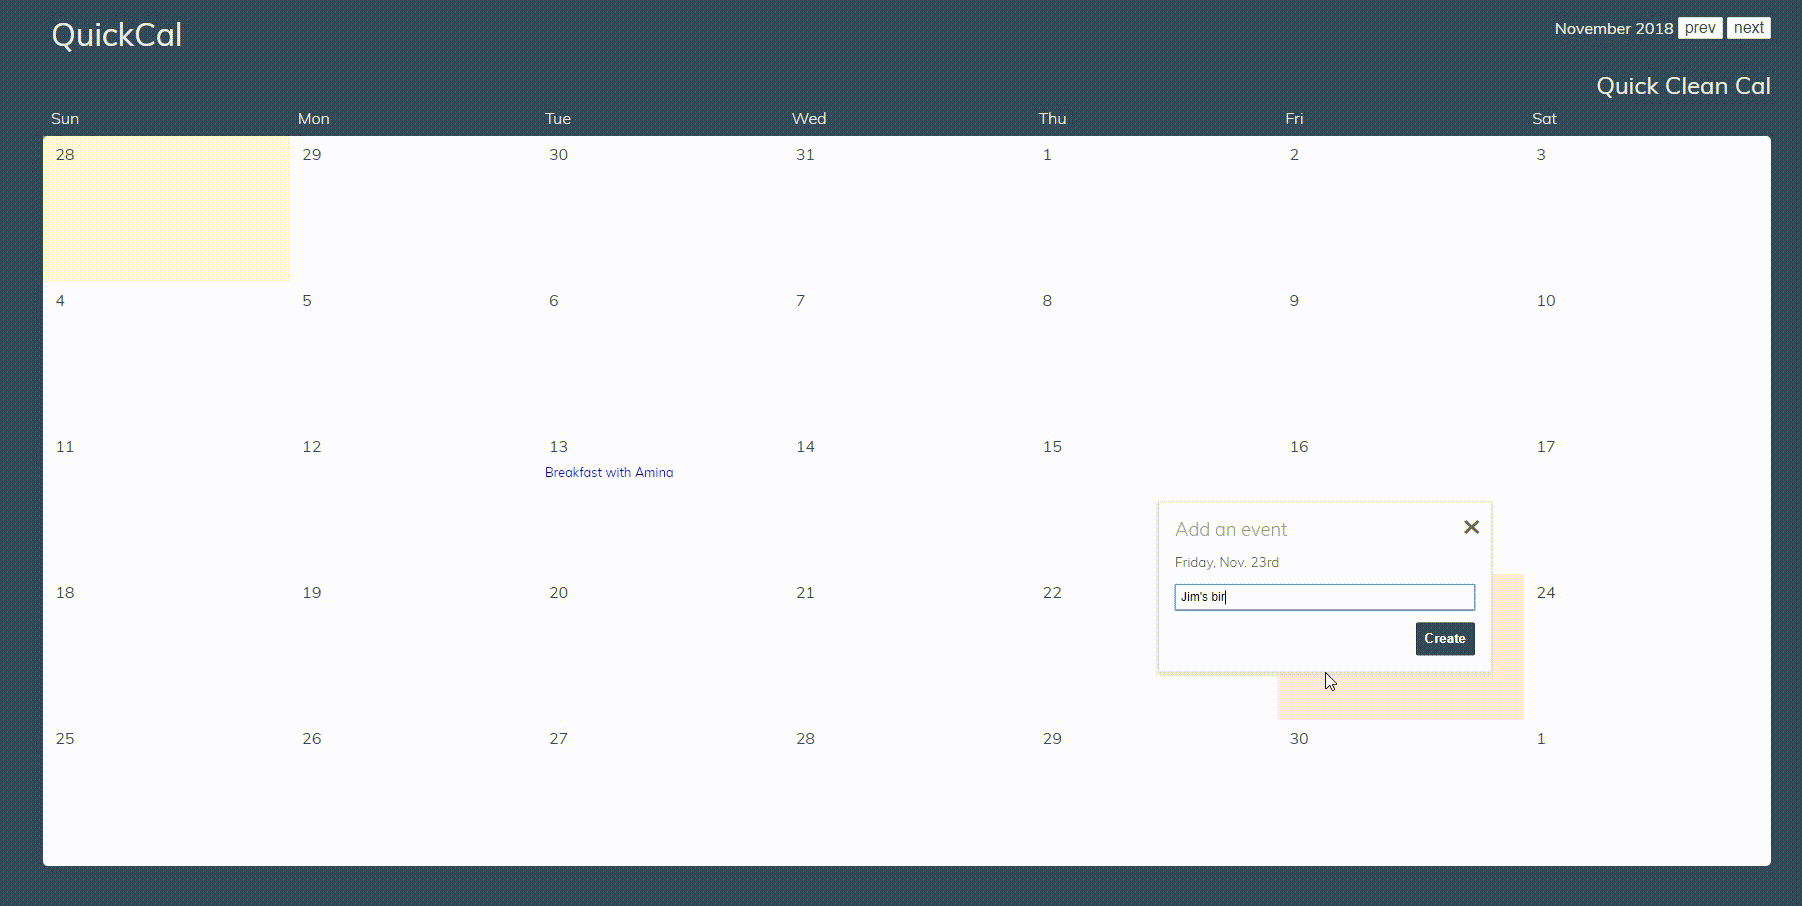 QuickCal
November 2018 prev next
Quick Clean Cal
Sun Mon Tue Wed Thu Fri Sat
28 29 30 31 1 2 3
4 5 6 7 8 9 10
11 12 13 14 15 16 17
Breakfast with Amina
Add an event
Friday, Nov. 23rd
Jim's bir
Create
18 19 20 21 22 24
25 26 27 28 29 30 1